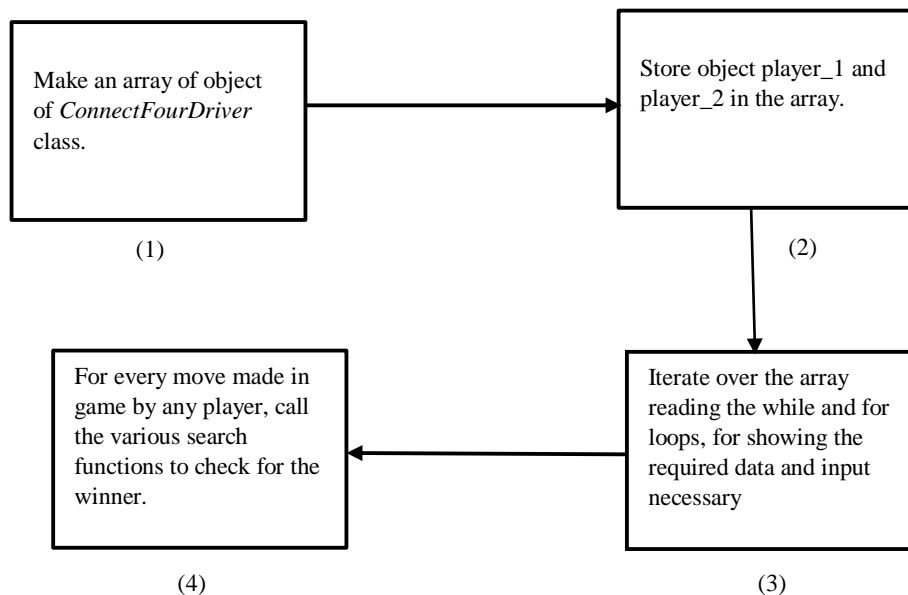 Make an array of object
of ConnectFourDriver
class.
(1)
Store object player_1 and
player_2 in the array.
(2)
Iterate over the array
reading the while and for
loops, for showing the
required data and input
necessary
(3)
For every move made in
game by any player, call
the various search
functions to check for the
winner.
(4)